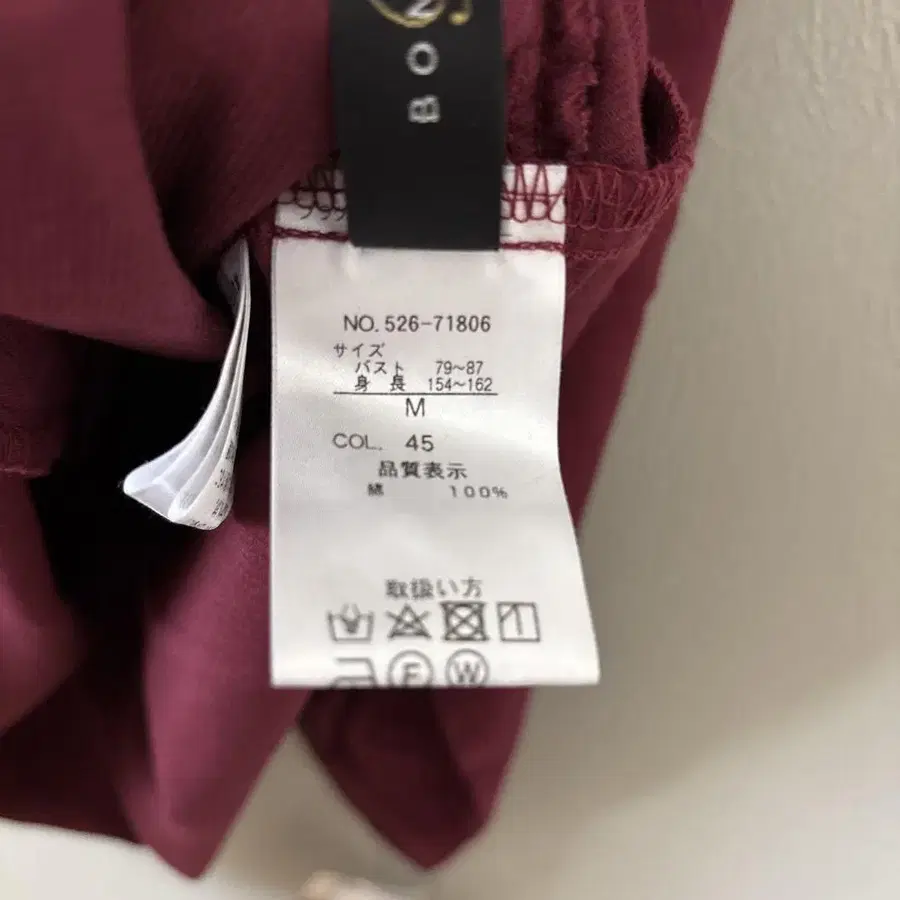 BO
NO. 526-71806
サイズ
バスト 79~87
身長 154~162
M
COL. 45
品質表示
綿 100%
取扱い方
F W